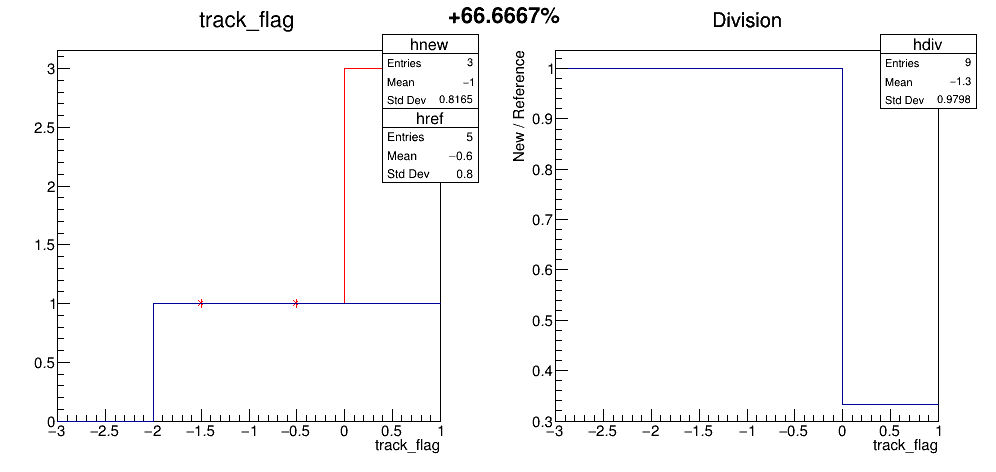 +66.6667%
track_flag
hnew
Entries 3
Mean −1
Std Dev 0.8165
href
Entries 5
Mean −0.6
Std Dev 0.8
3
2.5
2
1.5
1
0.5
0
−3 −2.5 −2 −1.5 −1 −0.5 0 0.5 1
track_flag
Division
hdiv
Entries 9
Mean −1.3
Std Dev 0.9798
New / Reference
1
0.9
0.8
0.7
0.6
0.5
0.4
0.3
−3 −2.5 −2 −1.5 −1 −0.5 0 0.5 1
track_flag